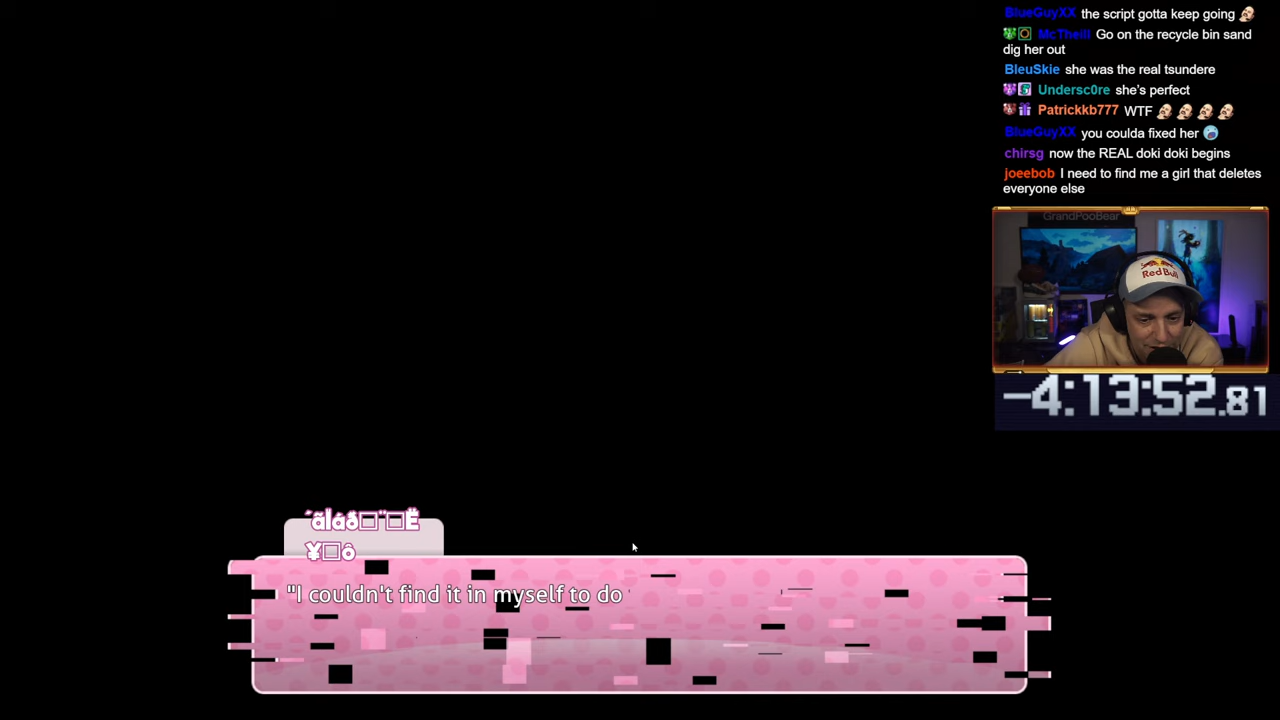 BlueGuyXX the script gotta keep going
McTheill Go on the recycle bin sand
dig her out
BleuSkie she was the real tsundere
Undersc0re she's perfect
Patrickkb777 WTF
BlueGuyXX you coulda fixed her
chirsg now the REAL doki doki begins
joeebob I need to find me a girl that deletes
everyone else
GrandPooBear
Red Bull
-4:13:52.81
´ãláð□¨□Ë
¥□ô
"I couldn't find it in myself to do